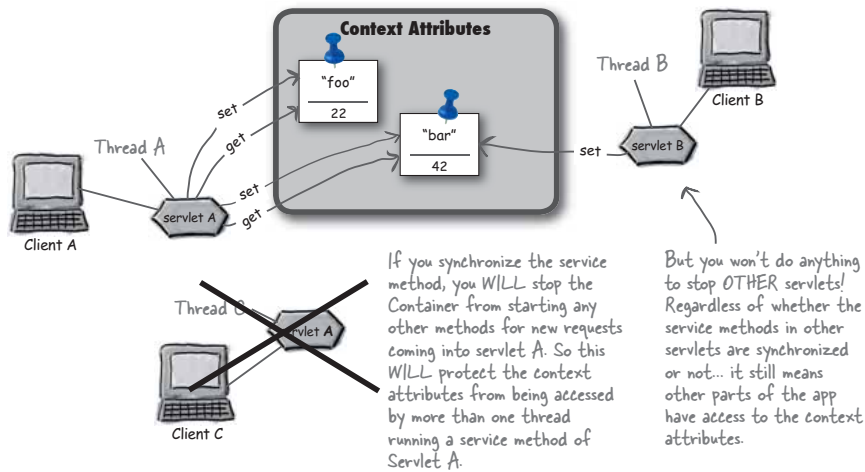 Context Attributes
"foo"
22
"bar"
42
Thread A
set
get
set
get
servlet A
Client A
Thread B
Client B
set
servlet B
Thread
servlet A
Client C
If you synchronize the service
method, you WILL stop the
Container from starting any
other methods for new requests
coming into servlet A. So this
WILL protect the context
attributes from being accessed
by more than one thread
running a service method of
Servlet A.
But you won't do anything
to stop OTHER servlets!
Regardless of whether the
service methods in other
servlets are synchronized
or not... it still means
other parts of the app
have access to the context
attributes.